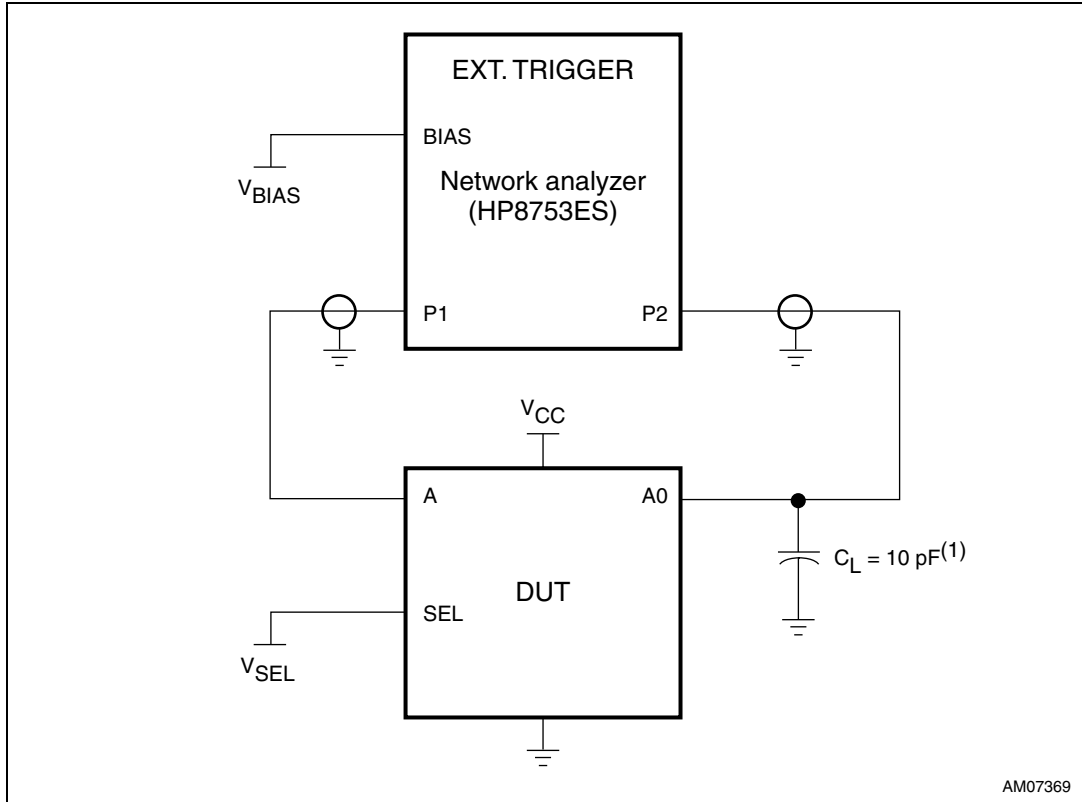 EXT. TRIGGER
BIAS
VBIAS
Network analyzer
(HP8753ES)
P1
P2
VCC
A
A0
CL = 10 pF(1)
DUT
SEL
VSEL
AM07369